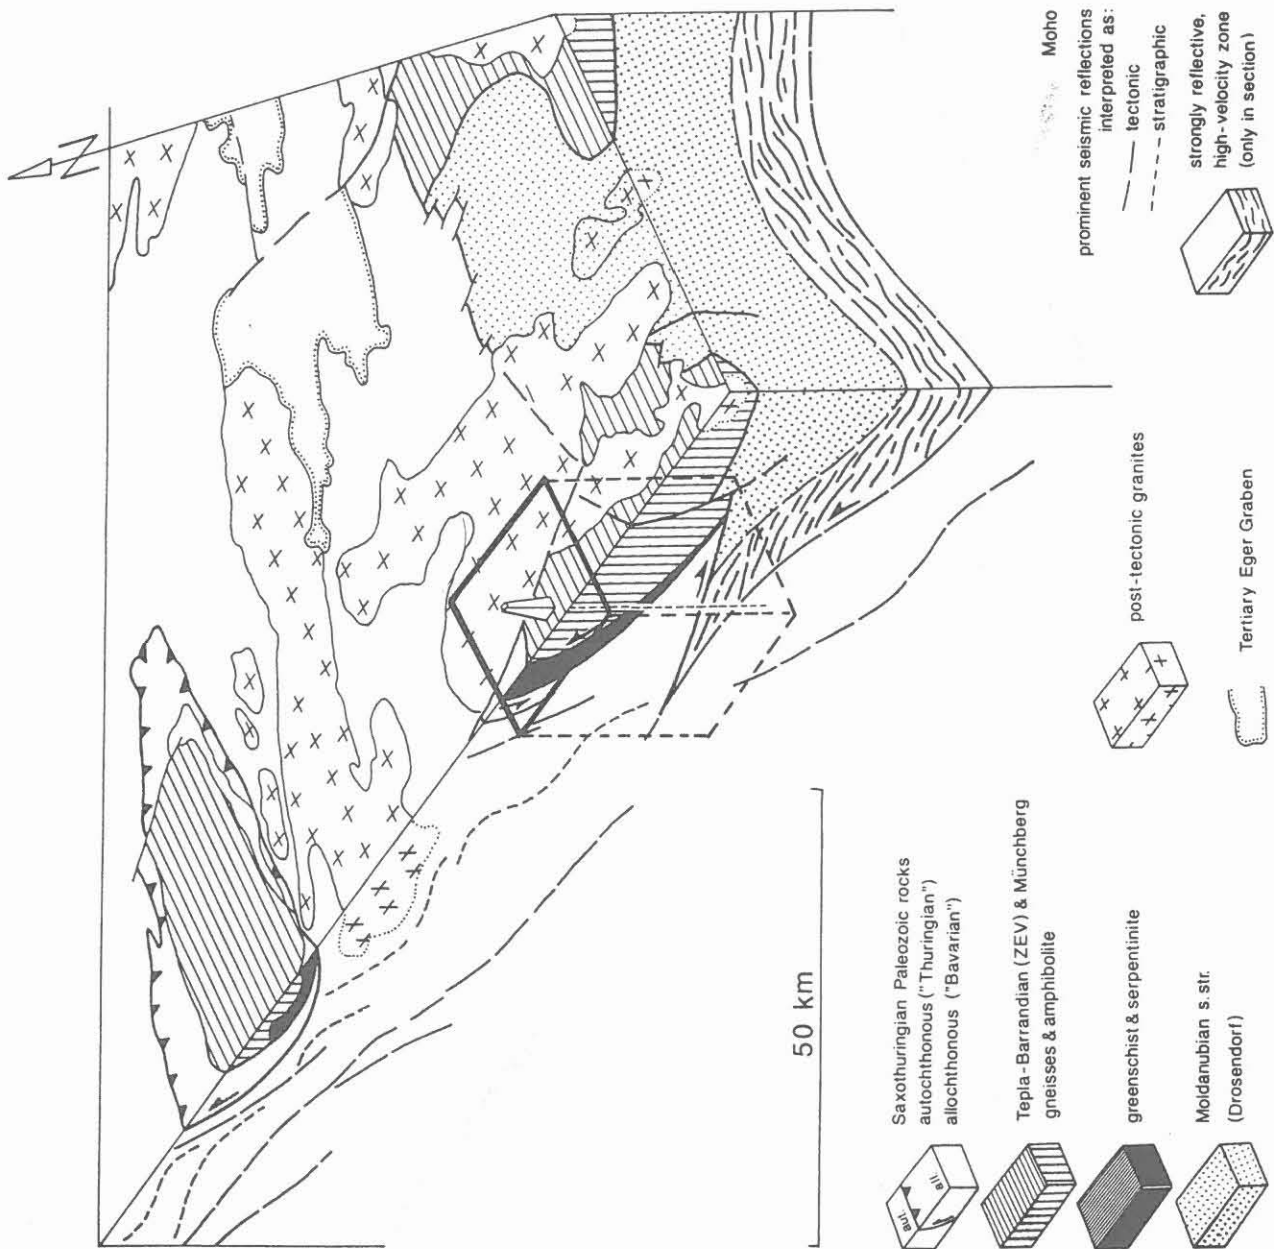 N
50 km
aut.
all.
Saxothuringian Paleozoic rocks
autochthonous ("Thuringian")
allochthonous ("Bavarian")
Tepla-Barrandian (ZEV) & Münchberg
gneisses & amphibolite
greenschist & serpentinite
Moldanubian s. str.
(Drosendorf)
post-tectonic granites
Tertiary Eger Graben
Moho
prominent seismic reflections
interpreted as:
tectonic
stratigraphic
strongly reflective,
high-velocity zone
(only in section)